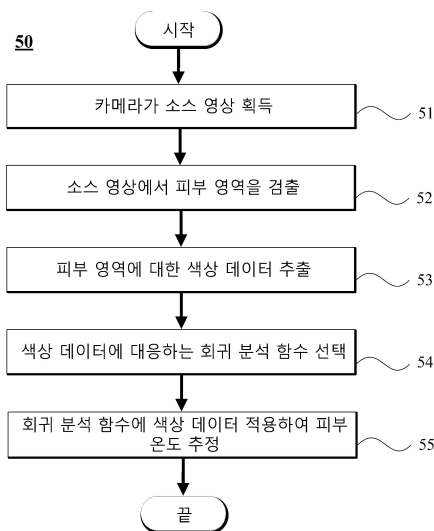 50
시작
카메라가 소스 영상 획득
51
소스 영상에서 피부 영역을 검출
52
피부 영역에 대한 색상 데이터 추출
53
색상 데이터에 대응하는 회귀 분석 함수 선택
54
회귀 분석 함수에 색상 데이터 적용하여 피부
온도 추정
55
끝